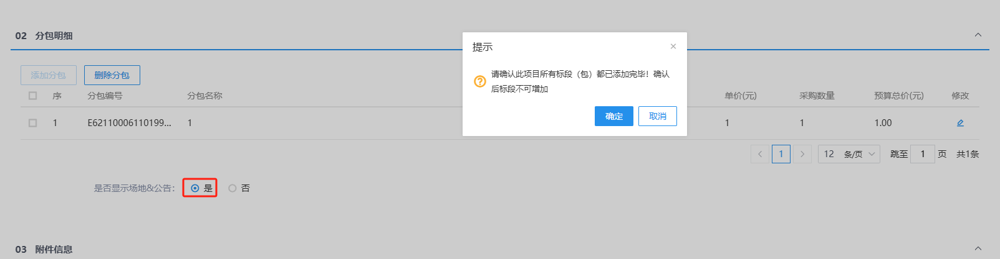 02 分包明细
提示
添加分包 删除分包
请确认此项目所有标段（包）都已添加完毕！确认
后标段不可增加
确定 取消
序 分包编号 分包名称 单价(元) 采购数量 预算总价(元) 修改
1 E62110006110199... 1 1 1 1.00
1 12 条/页 跳至 1 页 共1条
是否显示场地&公告： 是 否
03 附件信息